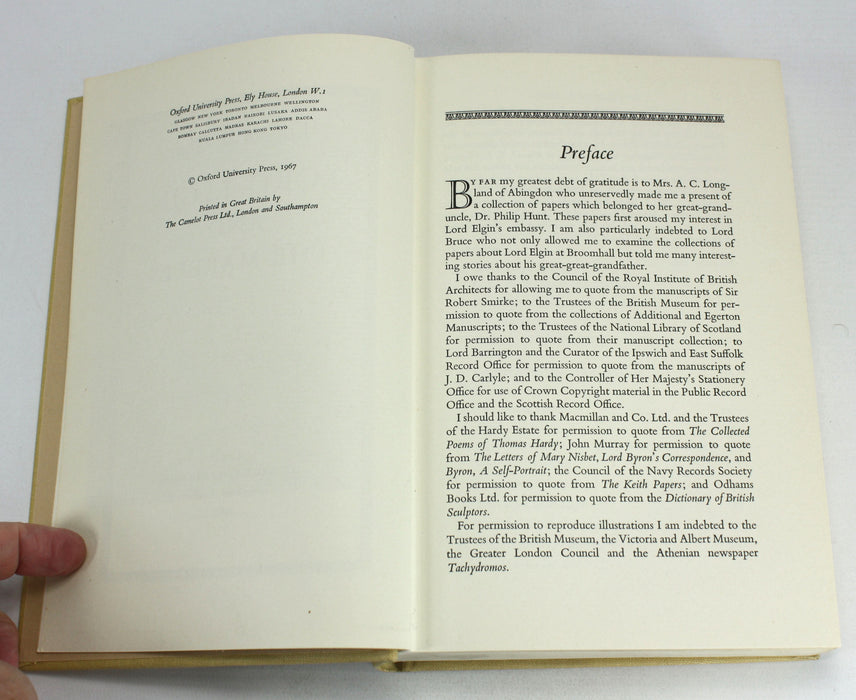 Oxford University Press, Ely House, London W.1
GLASGOW NEW YORK TORONTO MELBOURNE WELLINGTON
CAPE TOWN SALISBURY IBADAN NAIROBI LUSAKA ADDIS ABABA
BOMBAY CALCUTTA MADRAS KARACHI LAHORE DACCA
KUALA LUMPUR HONG KONG TOKYO
© Oxford University Press, 1967
Printed in Great Britain by
The Camelot Press Ltd., London and Southampton
Preface
BY FAR my greatest debt of gratitude is to Mrs. A. C. Long-
land of Abingdon who unreservedly made me a present of
a collection of papers which belonged to her great-grand-
uncle, Dr. Philip Hunt. These papers first aroused my interest in
Lord Elgin's embassy. I am also particularly indebted to Lord
Bruce who not only allowed me to examine the collections of
papers about Lord Elgin at Broomhall but told me many interest-
ing stories about his great-great-grandfather.
I owe thanks to the Council of the Royal Institute of British
Architects for allowing me to quote from the manuscripts of Sir
Robert Smirke; to the Trustees of the British Museum for per-
mission to quote from the collections of Additional and Egerton
Manuscripts; to the Trustees of the National Library of Scotland
for permission to quote from their manuscript collection; to
Lord Barrington and the Curator of the Ipswich and East Suffolk
Record Office for permission to quote from the manuscripts of
J. D. Carlyle; and to the Controller of Her Majesty's Stationery
Office for use of Crown Copyright material in the Public Record
Office and the Scottish Record Office.
I should like to thank Macmillan and Co. Ltd. and the Trustees
of the Hardy Estate for permission to quote from The Collected
Poems of Thomas Hardy; John Murray for permission to quote
from The Letters of Mary Nisbet, Lord Byron's Correspondence, and
Byron, A Self-Portrait; the Council of the Navy Records Society
for permission to quote from The Keith Papers; and Odhams
Books Ltd. for permission to quote from the Dictionary of British
Sculptors.
For permission to reproduce illustrations I am indebted to the
Trustees of the British Museum, the Victoria and Albert Museum,
the Greater London Council and the Athenian newspaper
Tachydromos.